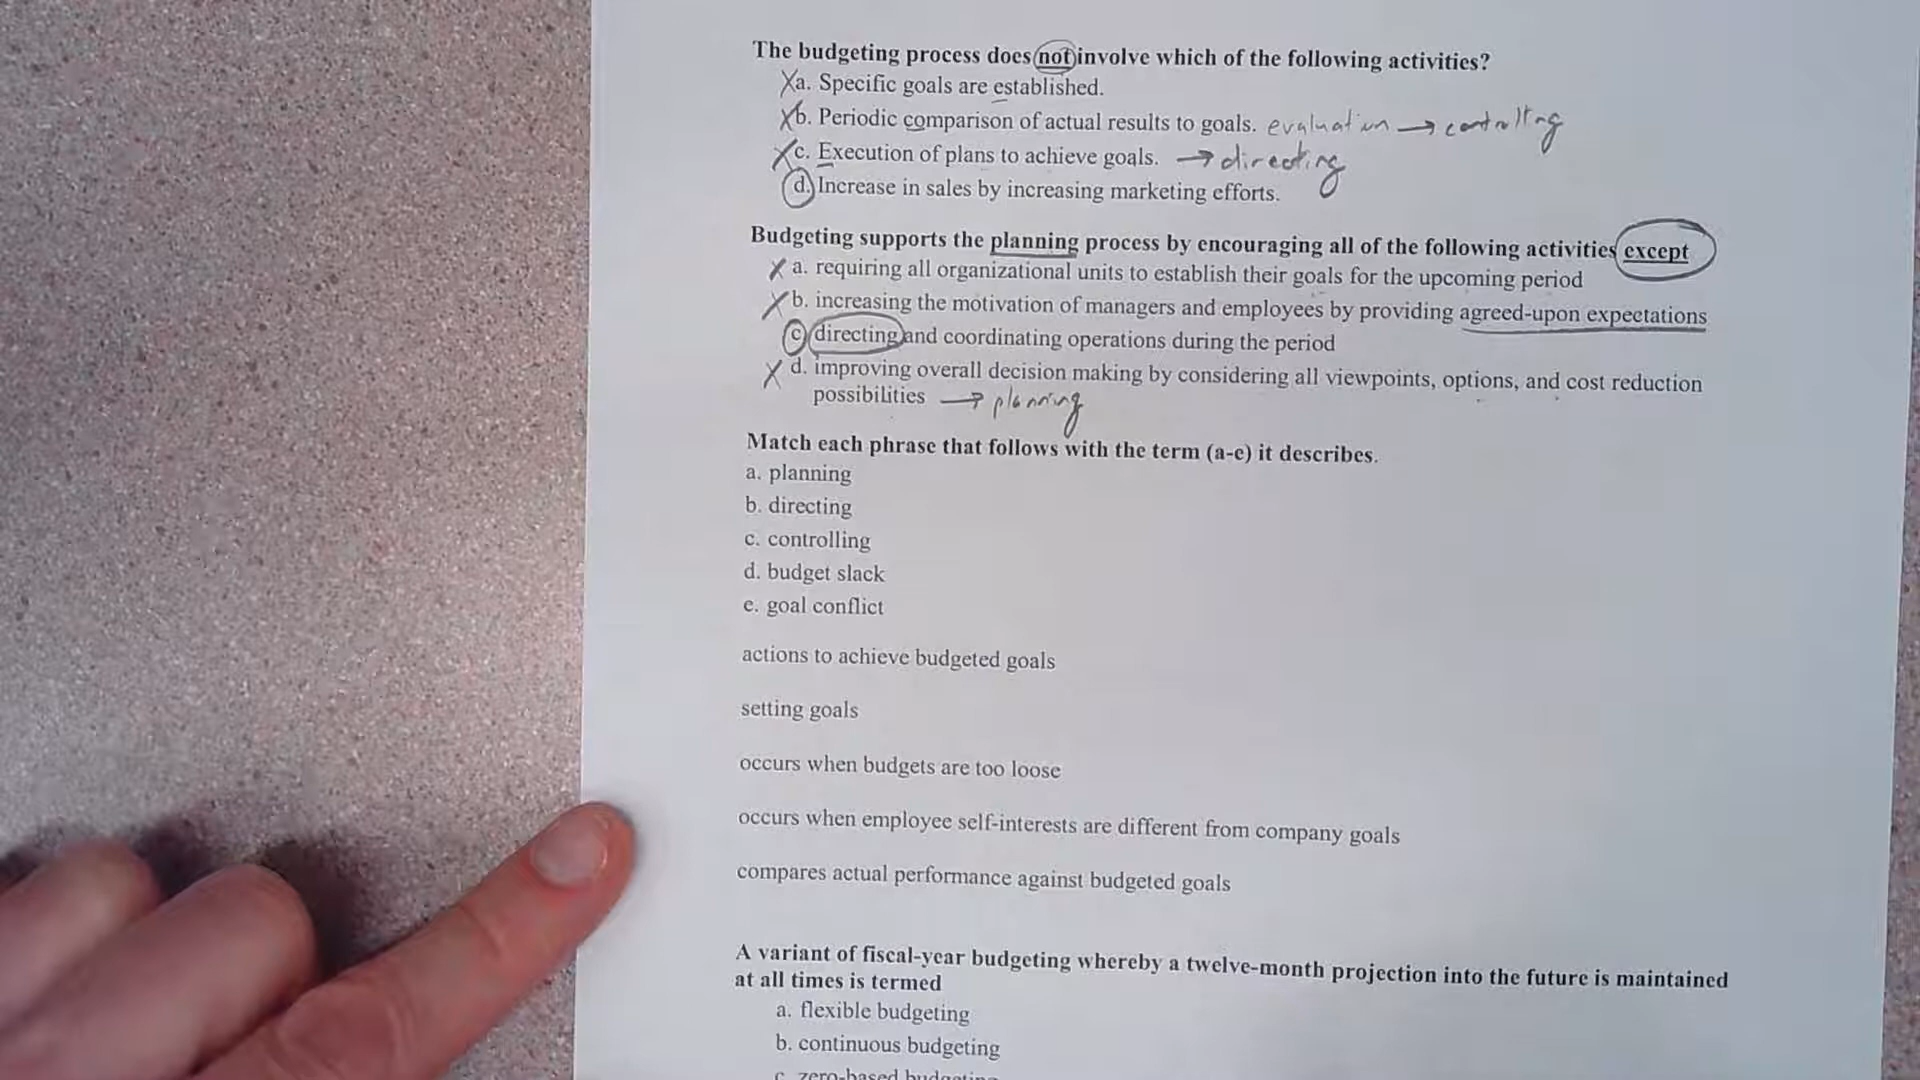 The budgeting process does not involve which of the following activities?
Xa. Specific goals are established.
Xb. Periodic comparison of actual results to goals. evaluation → controlling
Xc. Execution of plans to achieve goals. → directing
d. Increase in sales by increasing marketing efforts.
Budgeting supports the planning process by encouraging all of the following activities except
X a. requiring all organizational units to establish their goals for the upcoming period
X b. increasing the motivation of managers and employees by providing agreed-upon expectations
c directing and coordinating operations during the period
X d. improving overall decision making by considering all viewpoints, options, and cost reduction
possibilities → planning
Match each phrase that follows with the term (a-e) it describes.
a. planning
b. directing
c. controlling
d. budget slack
e. goal conflict
actions to achieve budgeted goals
setting goals
occurs when budgets are too loose
occurs when employee self-interests are different from company goals
compares actual performance against budgeted goals
A variant of fiscal-year budgeting whereby a twelve-month projection into the future is maintained
at all times is termed
a. flexible budgeting
b. continuous budgeting
c. zero-based budgeting